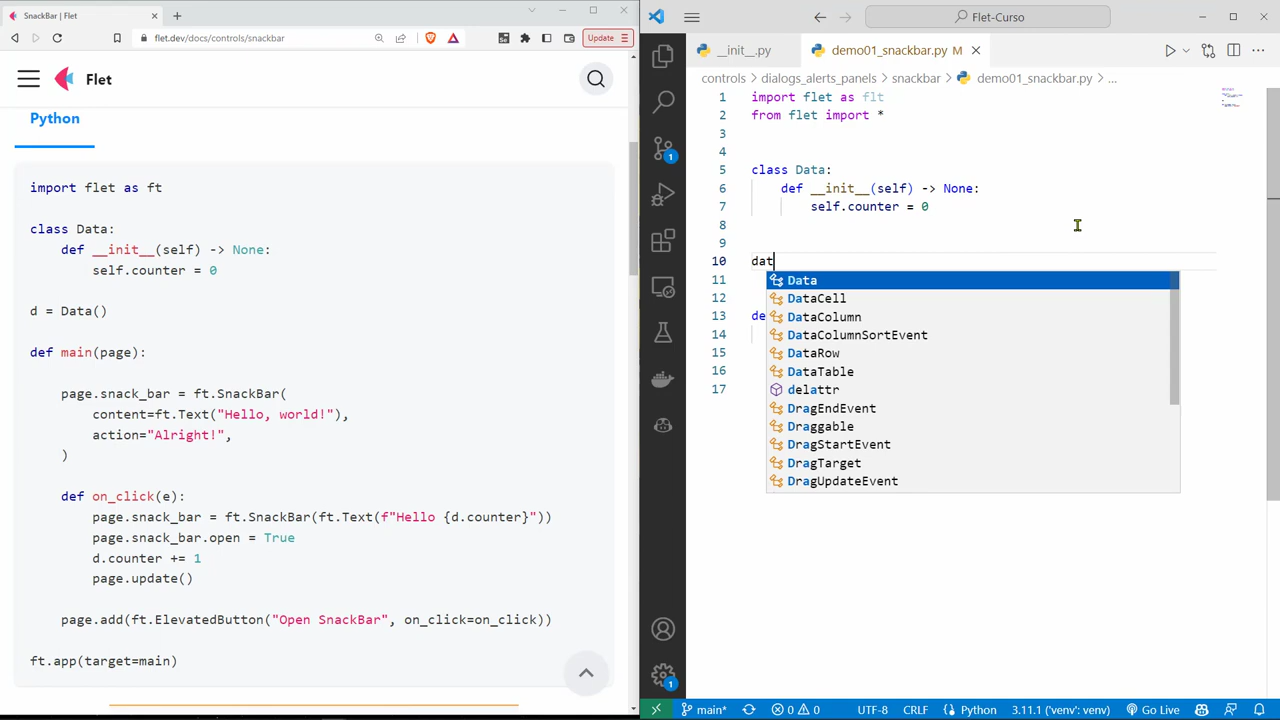 SnackBar | Flet
flet.dev/docs/controls/snackbar
Update
Flet
Python
import flet as ft
class Data:
def __init__(self) -> None:
self.counter = 0
d = Data()
def main(page):
page.snack_bar = ft.SnackBar(
content=ft.Text("Hello, world!"),
action="Alright!",
)
def on_click(e):
page.snack_bar = ft.SnackBar(ft.Text(f"Hello {d.counter}"))
page.snack_bar.open = True
d.counter += 1
page.update()
page.add(ft.ElevatedButton("Open SnackBar", on_click=on_click))
ft.app(target=main)
Flet-Curso
__init__.py
demo01_snackbar.py M
controls > dialogs_alerts_panels > snackbar > demo01_snackbar.py > ...
1 import flet as flt
2 from flet import *
3
4
5 class Data:
6 def __init__(self) -> None:
7 self.counter = 0
8
9
10 dat
11
12
13 de
14
15
16
17
Data
DataCell
DataColumn
DataColumnSortEvent
DataRow
DataTable
delattr
DragEndEvent
Draggable
DragStartEvent
DragTarget
DragUpdateEvent
1
1
main* 0 0 UTF-8 CRLF Python 3.11.1 ('venv': venv) Go Live